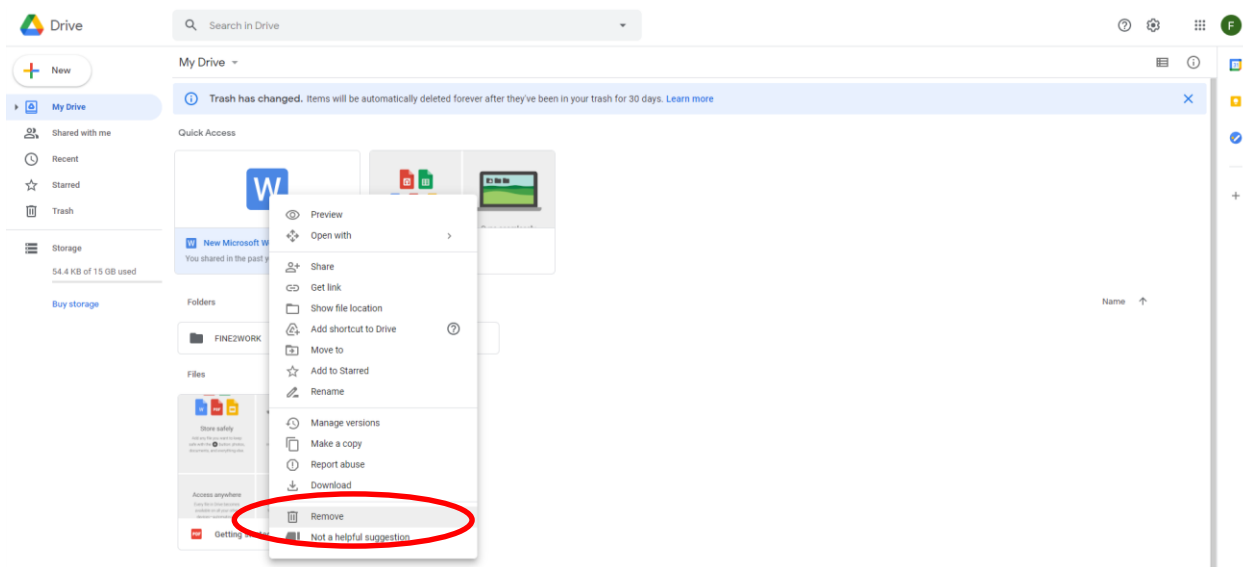 Drive
Search in Drive
F
New
My Drive
Trash has changed. Items will be automatically deleted forever after they've been in your trash for 30 days. Learn more
My Drive
Shared with me
Recent
Starred
Trash
Storage
54.4 KB of 15 GB used
Buy storage
Quick Access
W
W New Microsoft W
You shared in the past y
Folders
Name
FINE2WORK
Files
W PDF
Store safely
Access anywhere
PDF Getting
Preview
Open with
Share
Get link
Show file location
Add shortcut to Drive
Move to
Add to Starred
Rename
Manage versions
Make a copy
Report abuse
Download
Remove
Not a helpful suggestion